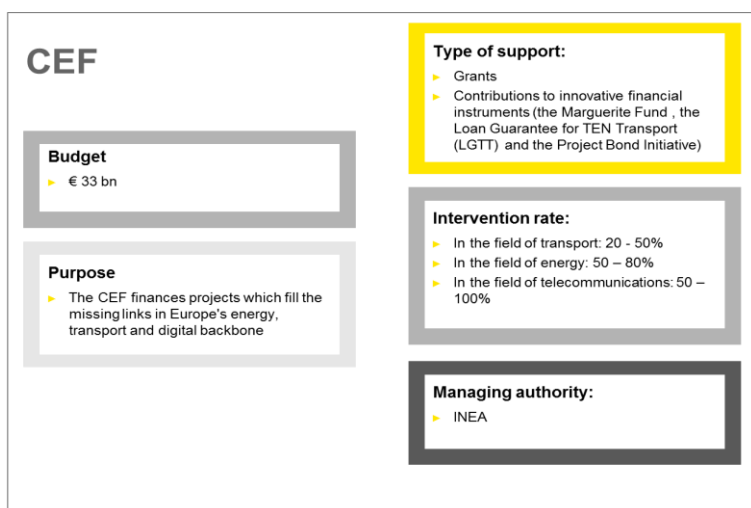 CEF
Budget
► € 33 bn
Purpose
► The CEF finances projects which fill the
missing links in Europe's energy,
transport and digital backbone
Type of support:
► Grants
► Contributions to innovative financial
instruments (the Marguerite Fund , the
Loan Guarantee for TEN Transport
(LGTT) and the Project Bond Initiative)
Intervention rate:
► In the field of transport: 20 - 50%
► In the field of energy: 50 – 80%
► In the field of telecommunications: 50 –
100%
Managing authority:
► INEA